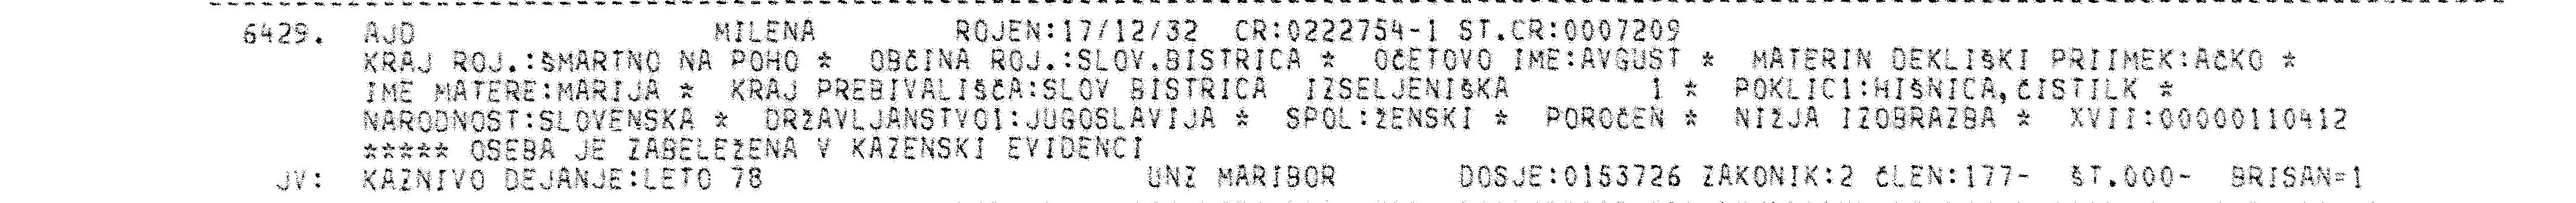 6429. AJD MILENA ROJEN:17/12/32 CR:0222754-1 ST.CR:0007209
KRAJ ROJ.:ŠMARTNO NA POHO * OBČINA ROJ.:SLOV.BISTRICA * OČETOVO IME:AVGUST * MATERIN DEKLIŠKI PRIIMEK:AČKO *
IME MATERE:MARIJA * KRAJ PREBIVALIŠČA:SLOV BISTRICA IZSELJENIŠKA 1 * POKLIC1:HIŠNICA,ČISTILK *
NARODNOST:SLOVENSKA * DRŽAVLJANSTVO1:JUGOSLAVIJA * SPOL:ŽENSKI * POROČEN * NIŽJA IZOBRAZBA * XVII:00000110412
***** OSEBA JE ZABELEŽENA V KAZENSKI EVIDENCI
JV: KAZNIVO DEJANJE:LETO 78 UNZ MARIBOR DOSJE:0153726 ZAKONIK:2 ČLEN:177- ŠT.000- BRISAN=1